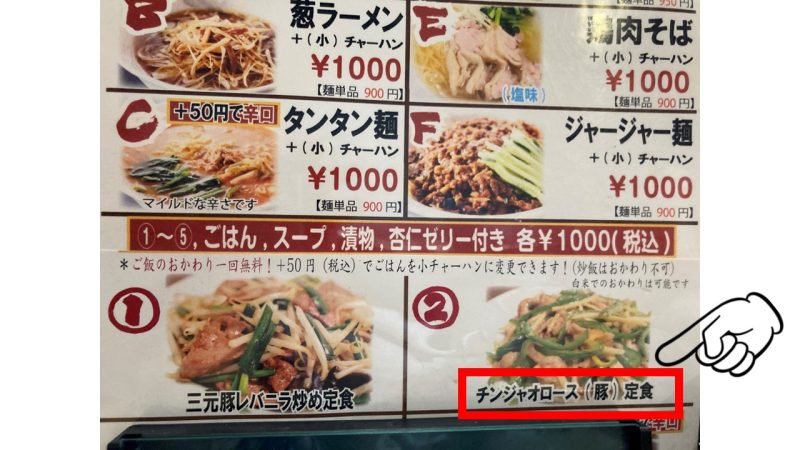 B
葱ラーメン
+(小)チャーハン
¥1000
【麺単品 900円】
E
鶏肉そば
+(小)チャーハン
¥1000
(塩味)
【麺単品 900円】
C
+50円で辛口
タンタン麺
+(小)チャーハン
¥1000
マイルドな辛さです
【麺単品 900円】
F
ジャージャー麺
+(小)チャーハン
¥1000
【麺単品 900円】
①〜⑤,ごはん,スープ,漬物,杏仁ゼリー付き 各¥1000(税込)
*ご飯のおかわり一回無料!+50円(税込)でごはんを小チャーハンに変更できます!(炒飯はおかわり不可)
白米でのおかわりは可能です
①
三元豚レバニラ炒め定食
②
チンジャオロース(豚)定食
で辛口